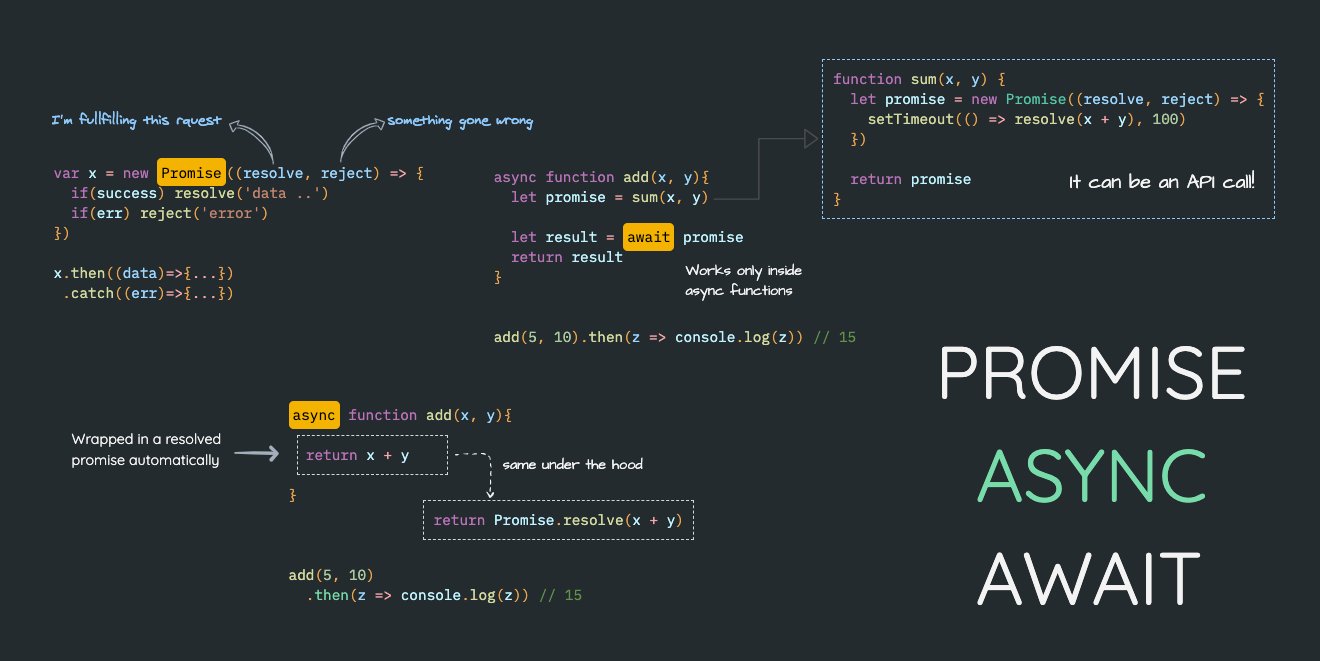 I'm fullfilling this rquest
something gone wrong
var x = new Promise((resolve, reject) => {
  if(success) resolve('data ..')
  if(err) reject('error')
})
x.then((data)=>{...})
 .catch((err)=>{...})
async function add(x, y){
  let promise = sum(x, y)
  let result = await promise
  return result
}
Works only inside
async functions
add(5, 10).then(z => console.log(z)) // 15
function sum(x, y) {
  let promise = new Promise((resolve, reject) => {
    setTimeout(() => resolve(x + y), 100)
  })
  return promise
}
It can be an API call!
Wrapped in a resolved
promise automatically
async function add(x, y){
  return x + y
}
same under the hood
return Promise.resolve(x + y)
add(5, 10)
  .then(z => console.log(z)) // 15
PROMISE
ASYNC
AWAIT